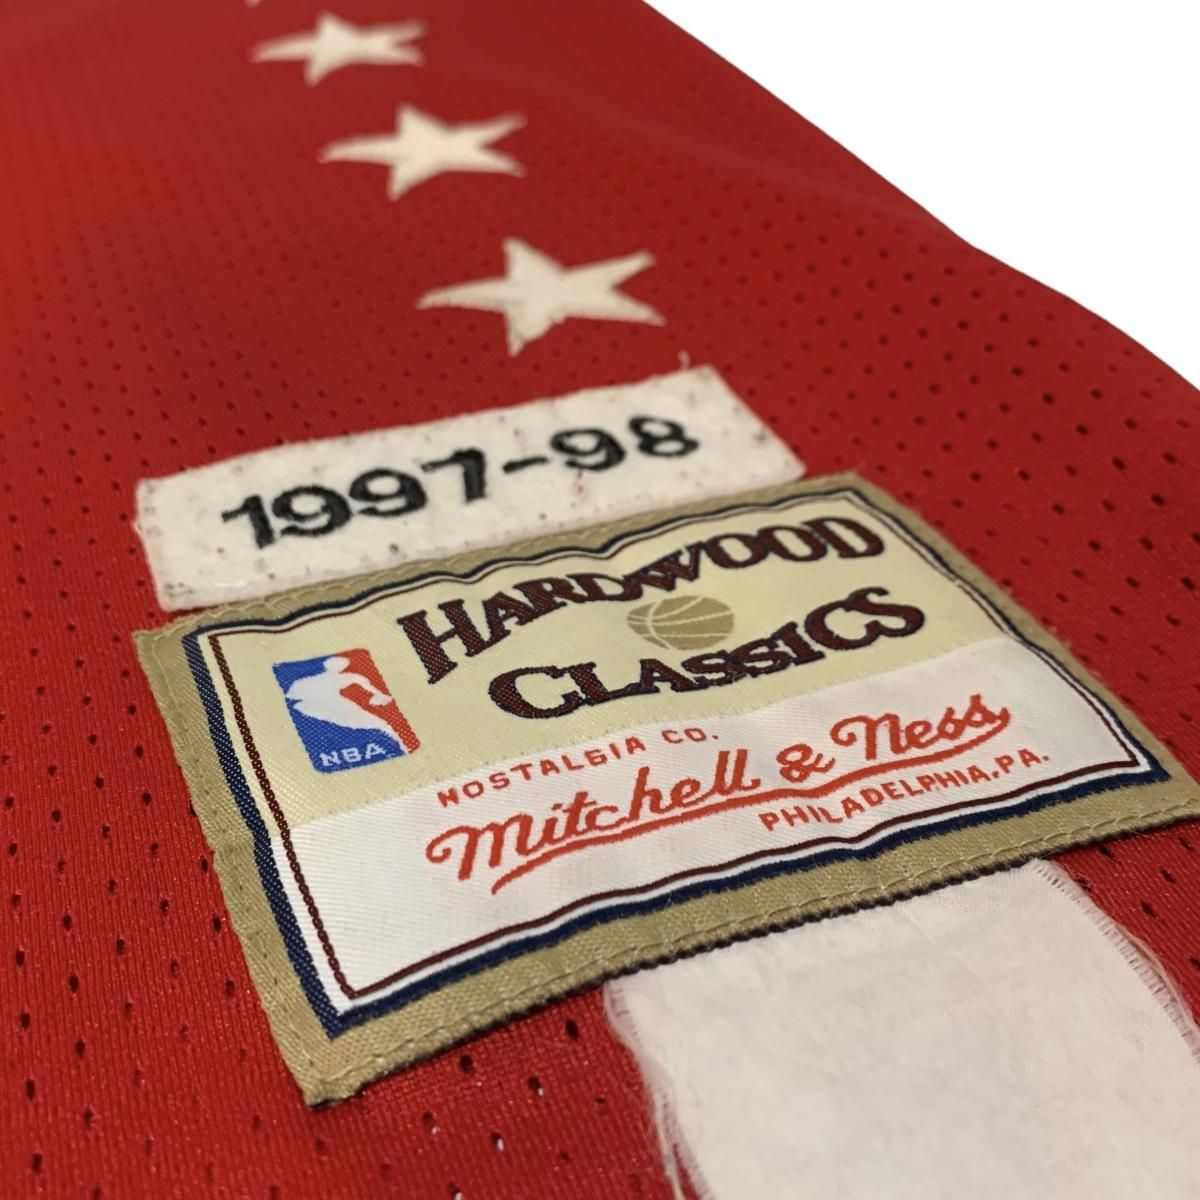 1997-98
HARDWOOD
CLASSICS
NBA
NOSTALGIA CO.
Mitchell & Ness
PHILADELPHIA, PA.